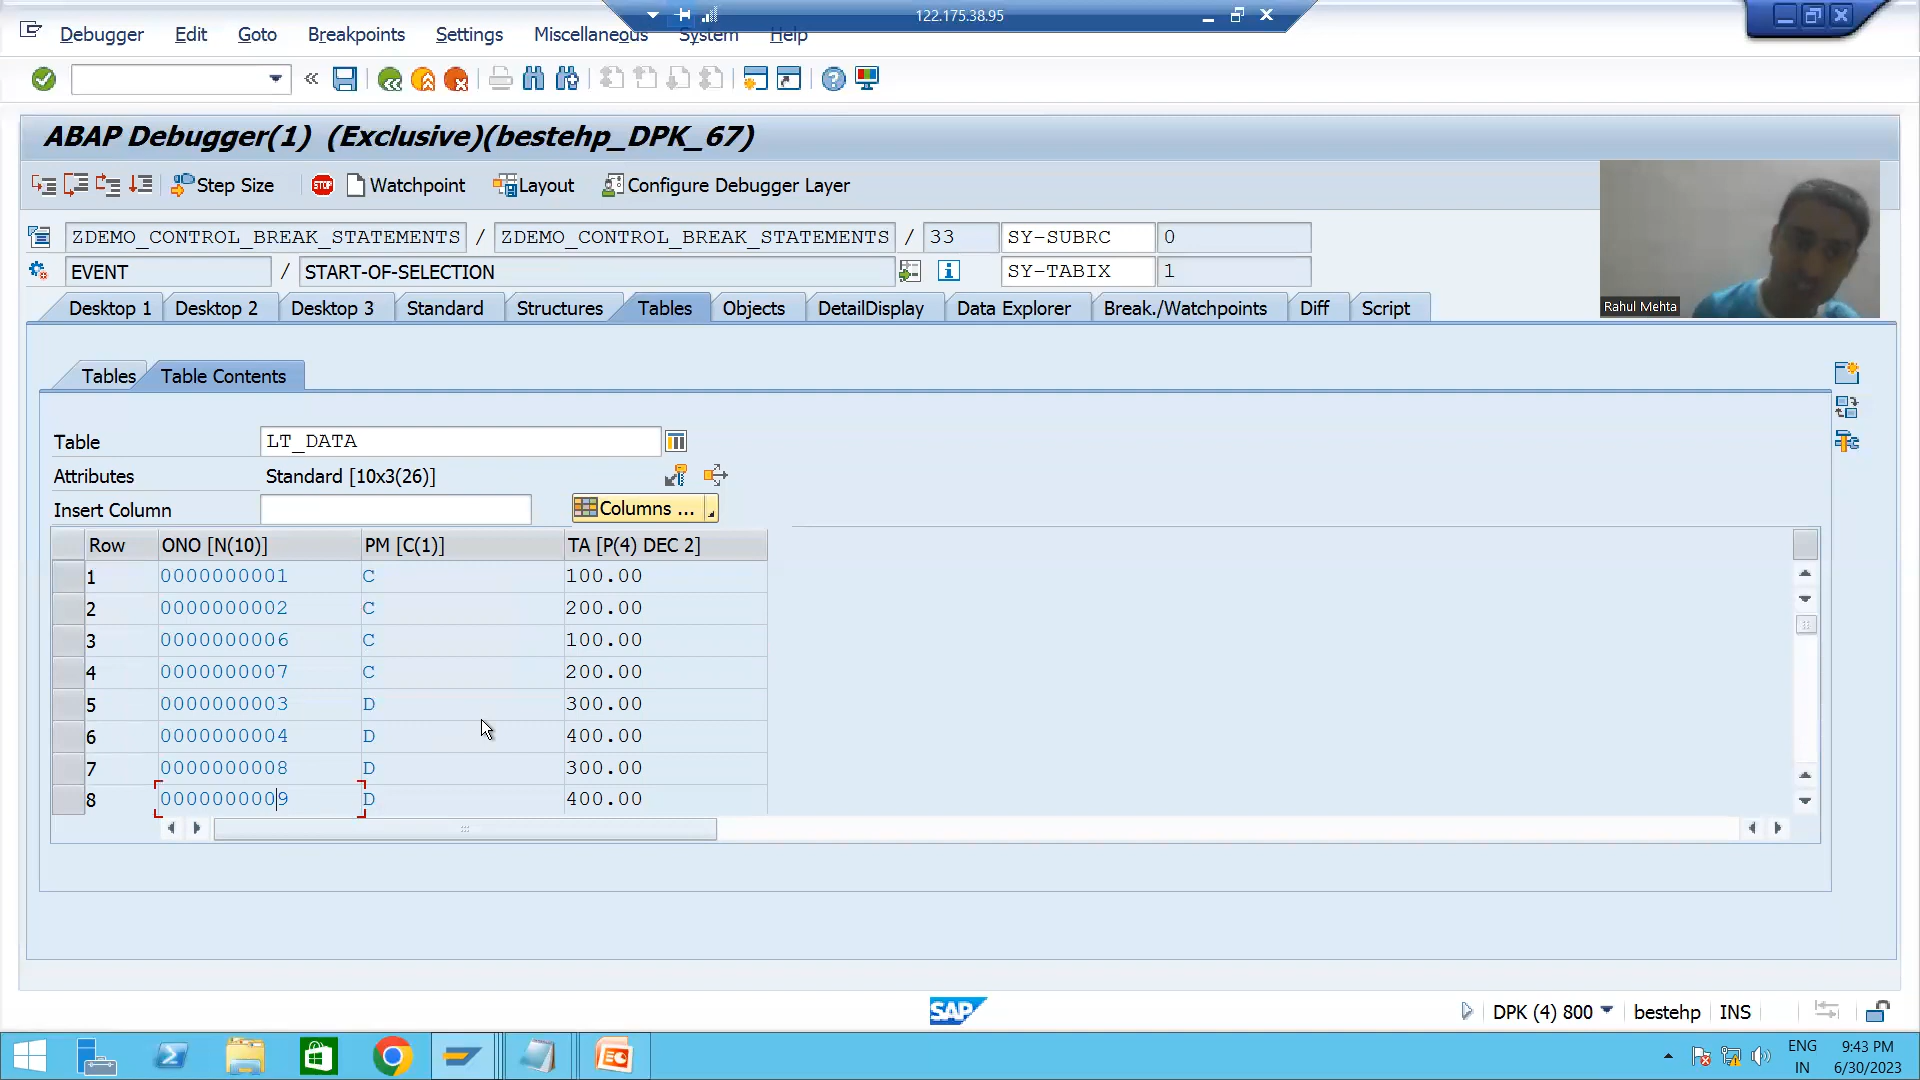 122.175.38.95
Debugger Edit Goto Breakpoints Settings Miscellaneous System Help
ABAP Debugger(1) (Exclusive)(bestehp_DPK_67)
Step Size STOP Watchpoint Layout Configure Debugger Layer
ZDEMO_CONTROL_BREAK_STATEMENTS / ZDEMO_CONTROL_BREAK_STATEMENTS / 33 SY-SUBRC 0
EVENT / START-OF-SELECTION SY-TABIX 1
Rahul Mehta
Desktop 1 Desktop 2 Desktop 3 Standard Structures Tables Objects DetailDisplay Data Explorer Break./Watchpoints Diff Script
Tables Table Contents
Table LT_DATA
Attributes Standard [10x3(26)]
Insert Column Columns ...
Row ONO [N(10)] PM [C(1)] TA [P(4) DEC 2]
1 0000000001 C 100.00
2 0000000002 C 200.00
3 0000000006 C 100.00
4 0000000007 C 200.00
5 0000000003 D 300.00
6 0000000004 D 400.00
7 0000000008 D 300.00
8 0000000009 D 400.00
SAP DPK (4) 800 bestehp INS
ENG 9:43 PM
IN 6/30/2023